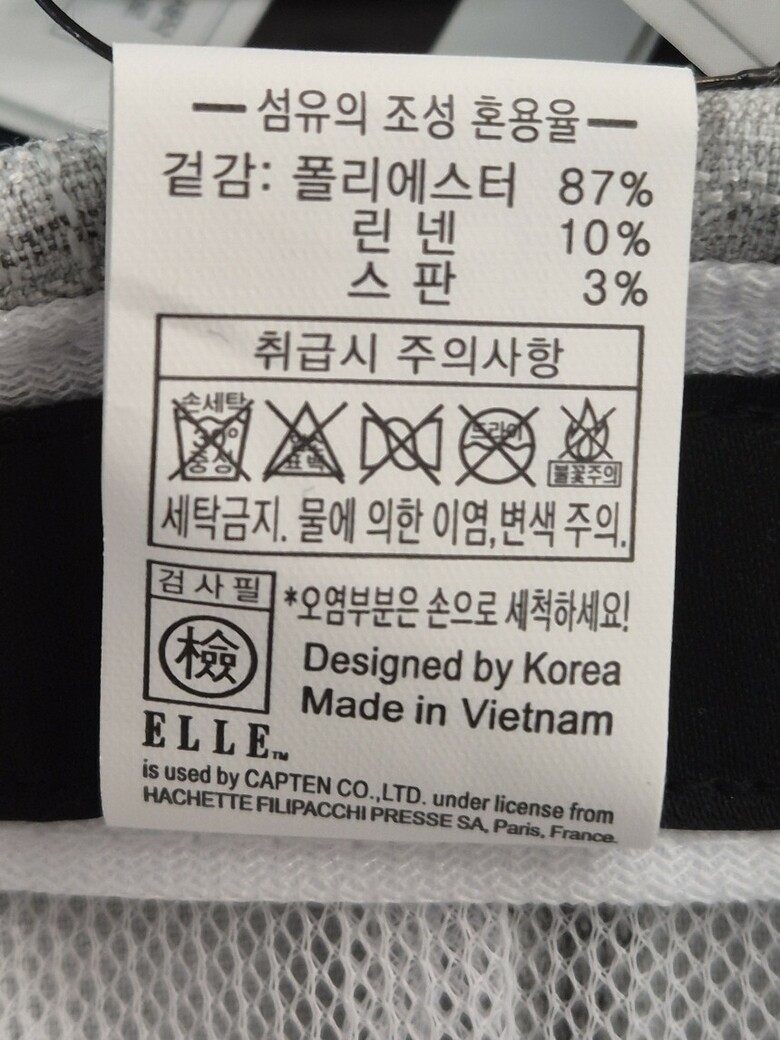 섬유의 조성 혼용율
겉감: 폴리에스터 87%
린 넨 10%
스 판 3%
취급시 주의사항
손세탁
30°
중성
표백
드라이
불꽃주의
세탁금지. 물에 의한 이염,변색 주의.
검사필
檢
*오염부분은 손으로 세척하세요!
Designed by Korea
Made in Vietnam
ELLE™
is used by CAPTEN CO.,LTD. under license from
HACHETTE FILIPACCHI PRESSE SA, Paris, France.